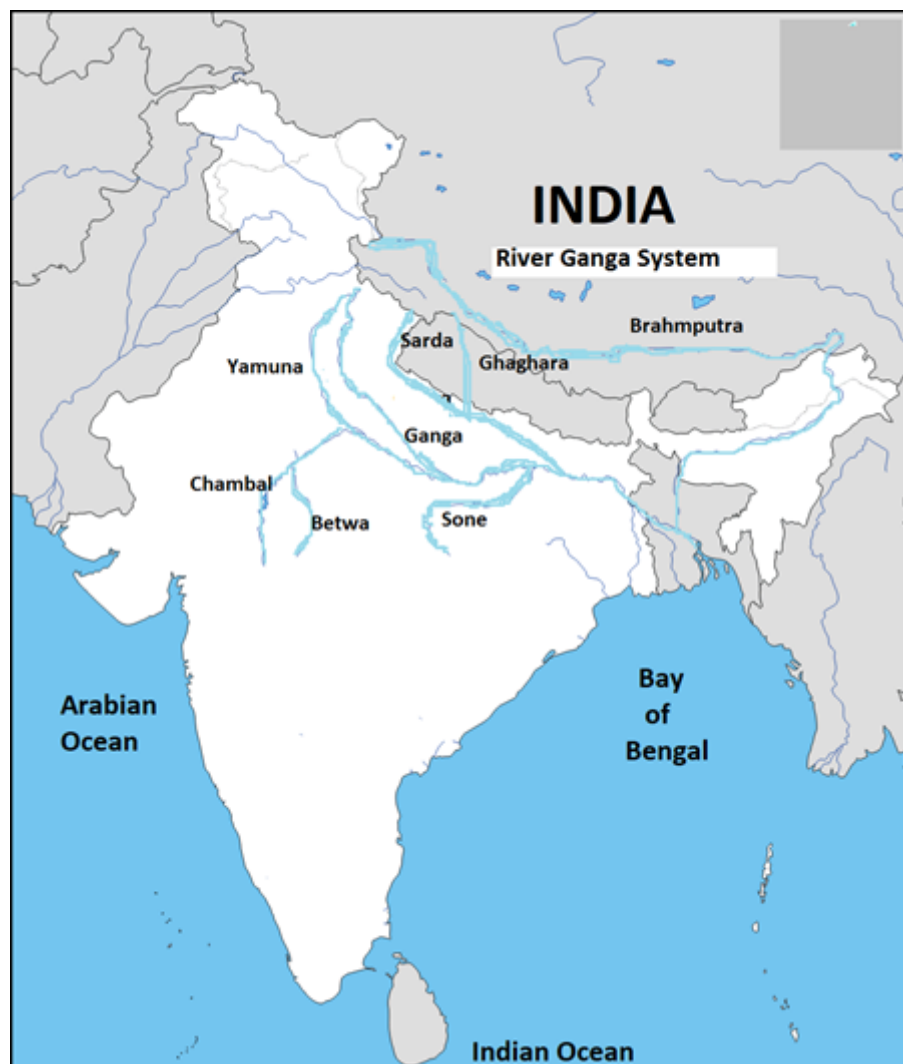 INDIA
River Ganga System
Brahmputra
Sarda
Ghaghara
Yamuna
Ganga
Chambal
Betwa
Sone
Arabian
Ocean
Bay
of
Bengal
Indian Ocean